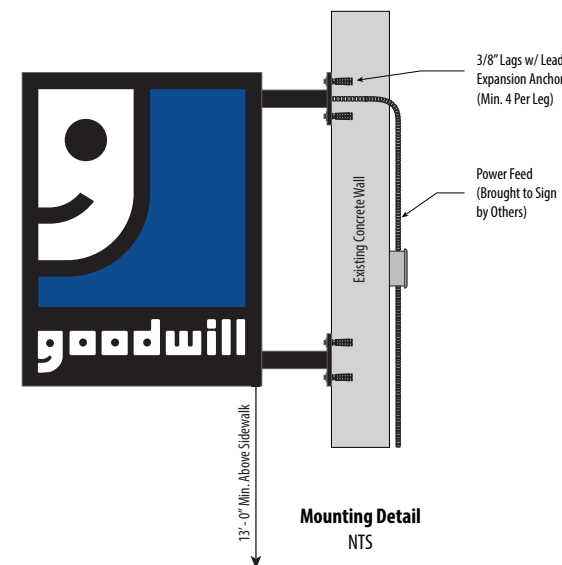 3/8" Lags w/ Lead
Expansion Anchor
(Min. 4 Per Leg)
Power Feed
(Brought to Sign
by Others)
Existing Concrete Wall
goodwill
13'- 0" Min. Above Sidewalk
Mounting Detail
NTS